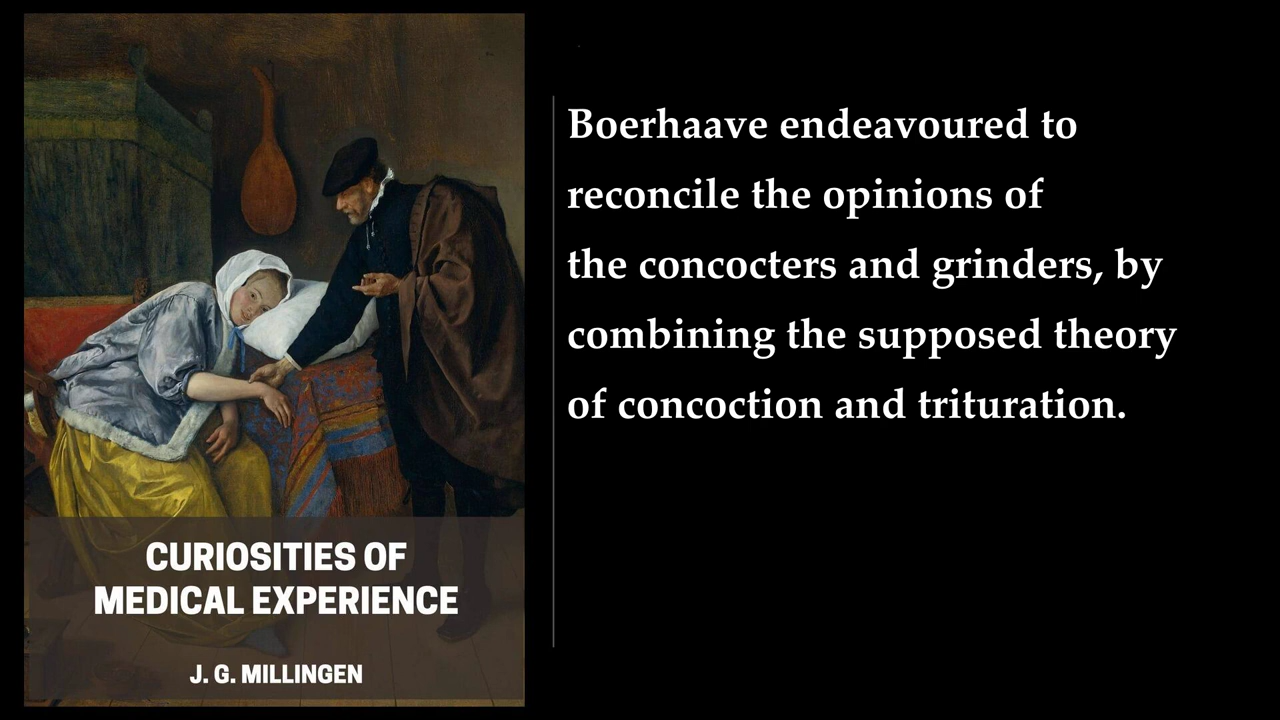 Boerhaave endeavoured to
reconcile the opinions of
the concocters and grinders, by
combining the supposed theory
of concoction and trituration.
CURIOSITIES OF
MEDICAL EXPERIENCE
J. G. MILLINGEN